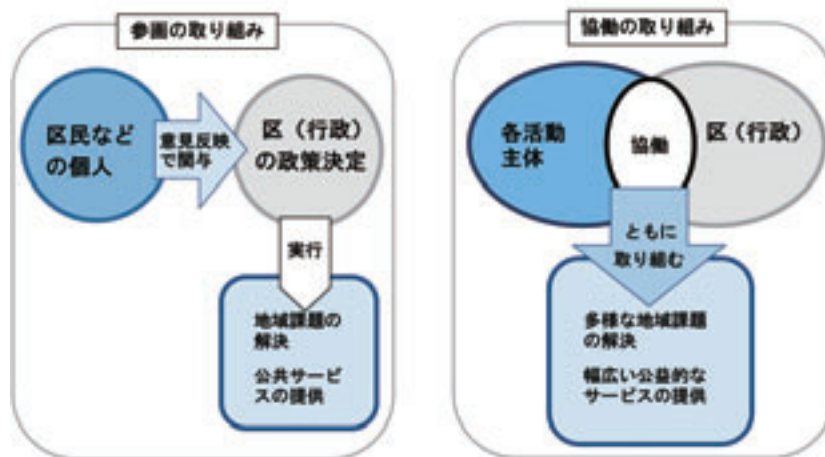 参画の取り組み
区民など
の個人
意見反映
で関与
区（行政）
の政策決定
実行
地域課題の
解決
公共サービ
スの提供
協働の取り組み
各活動
主体
協働
区（行政）
ともに
取り組む
多様な地域課題
の解決
幅広い公益的な
サービスの提供